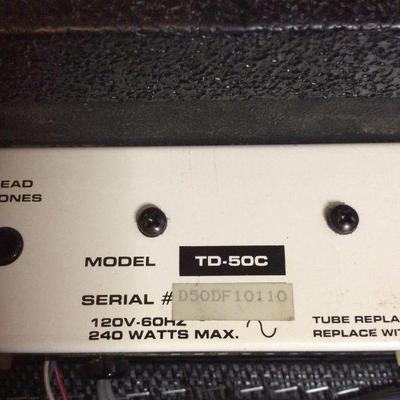 EAD
ONES
MODEL TD-50C
SERIAL # D50DF10110
120V-60HZ
240 WATTS MAX.
TUBE REPLA
REPLACE WIT